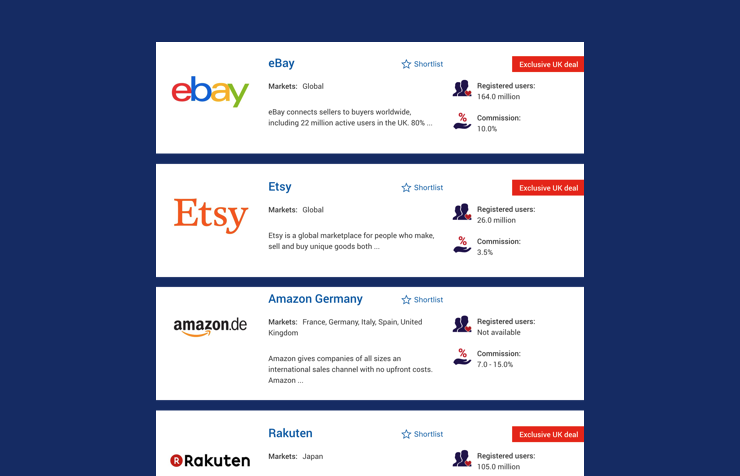 ebay
eBay
Shortlist
Exclusive UK deal
Markets: Global
Registered users:
164.0 million
eBay connects sellers to buyers worldwide,
including 22 million active users in the UK. 80% ...
%
Commission:
10.0%
Etsy
Etsy
Shortlist
Exclusive UK deal
Markets: Global
Registered users:
26.0 million
Etsy is a global marketplace for people who make,
sell and buy unique goods both ...
%
Commission:
3.5%
amazon.de
Amazon Germany
Shortlist
Markets: France, Germany, Italy, Spain, United
Kingdom
Registered users:
Not available
Amazon gives companies of all sizes an
international sales channel with no upfront costs.
Amazon ...
%
Commission:
7.0 - 15.0%
R Rakuten
Rakuten
Shortlist
Exclusive UK deal
Markets: Japan
Registered users:
105.0 million